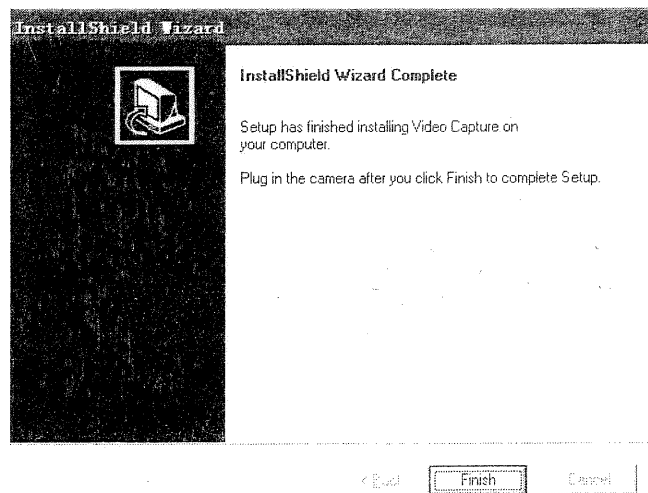 InstallShield Wizard
InstallShield Wizard Complete
Setup has finished installing Video Capture on
your computer.
Plug in the camera after you click Finish to complete Setup.
< Back
Finish
Cancel